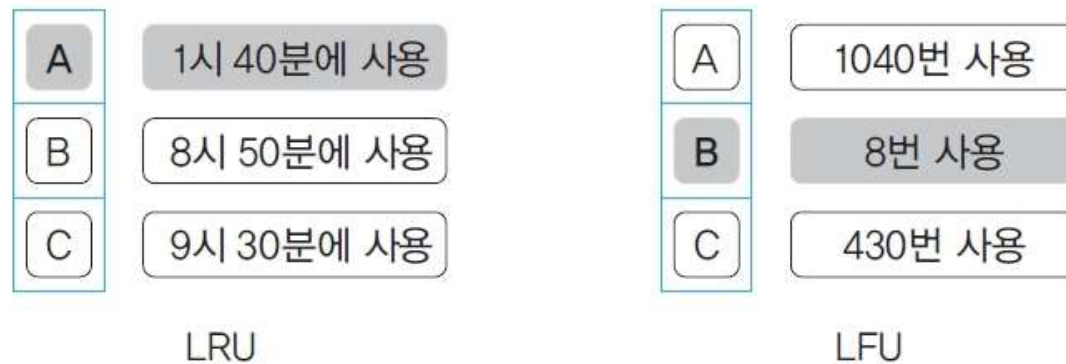 A 1시 40분에 사용
B 8시 50분에 사용
C 9시 30분에 사용
LRU
A 1040번 사용
B 8번 사용
C 430번 사용
LFU